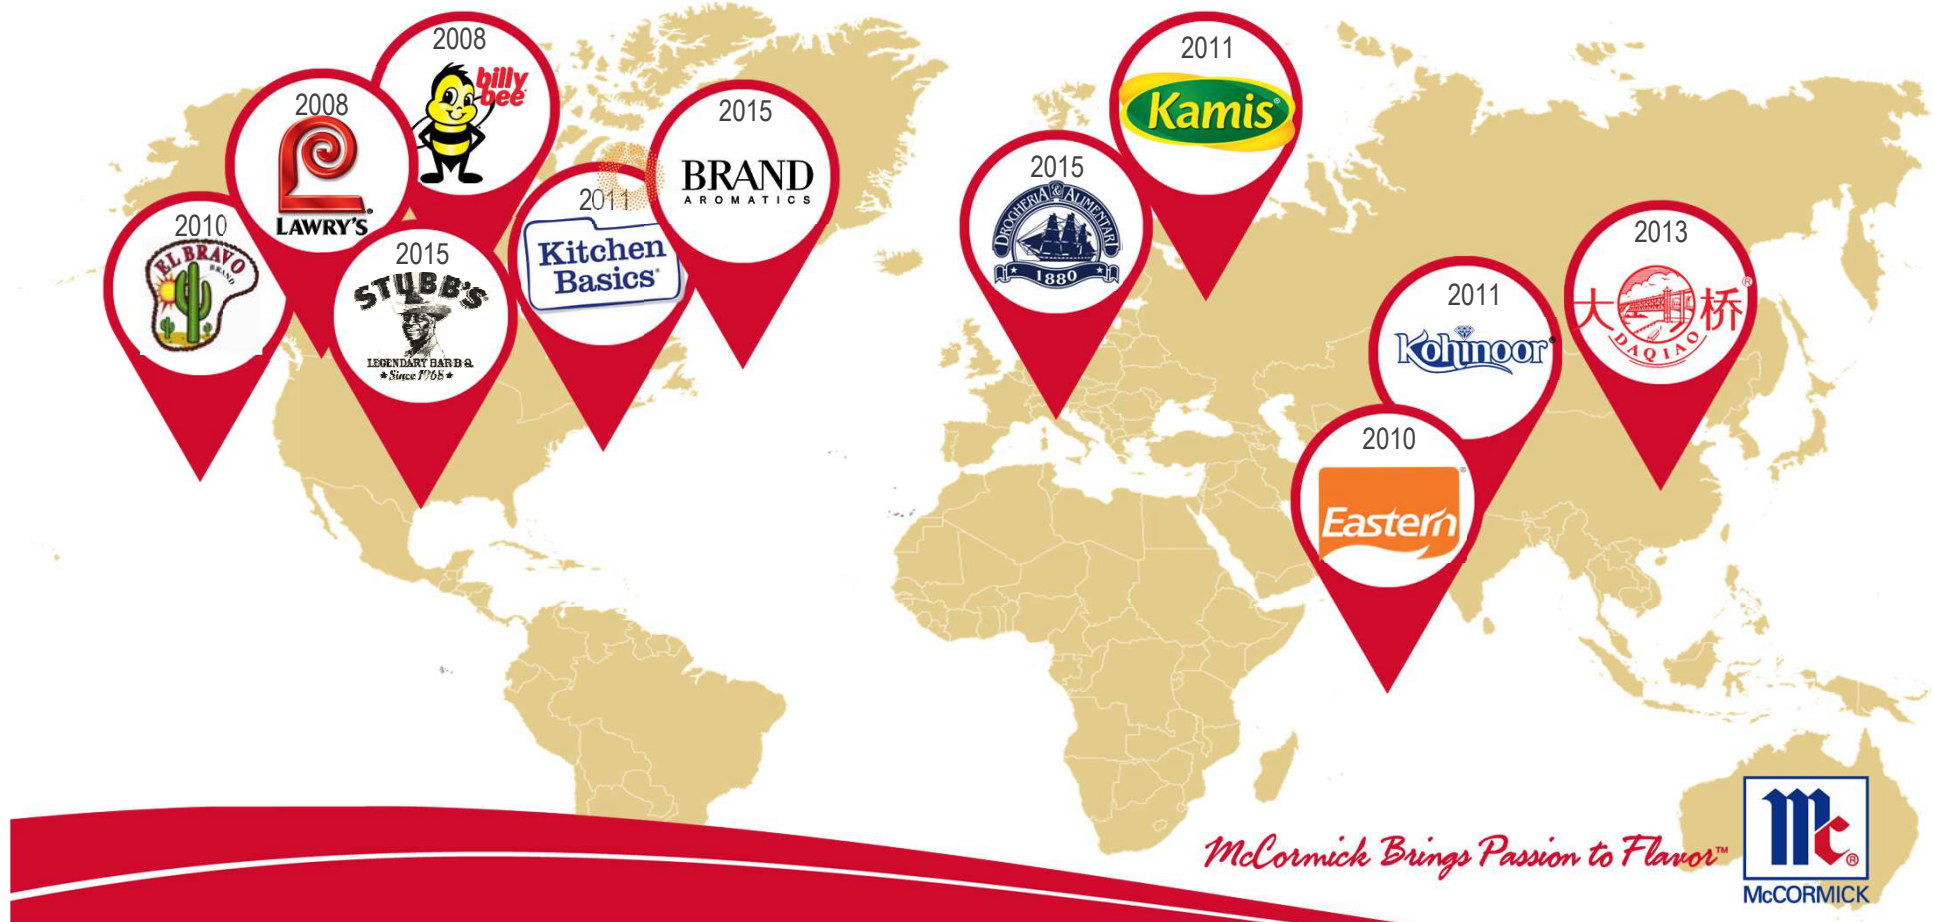 2008
billy
bee
2008
LAWRY'S
2010
EL BRAVO
BRAND
2015
STUBB'S
LEGENDARY BAR-B-Q
★ Since 1968 ★
2011
Kitchen
Basics®
2015
BRAND
AROMATICS
2015
DROGHERIA & ALIMENTARI
1880
2011
Kamis®
2011
Kohinoor®
2010
Eastern®
2013
大桥®
DAQIAO
McCormick Brings Passion to Flavor™
Mc®
McCORMICK